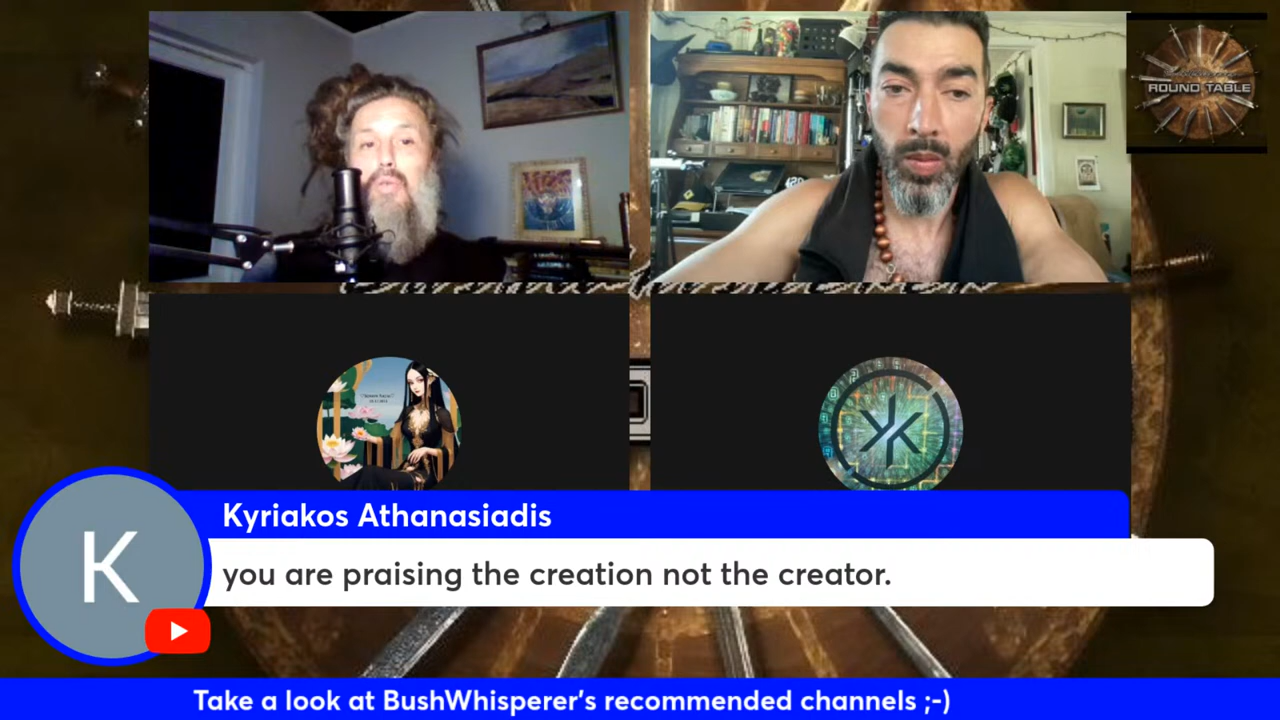 ROUND TABLE
K
Kyriakos Athanasiadis
you are praising the creation not the creator.
Take a look at BushWhisperer's recommended channels ;-)